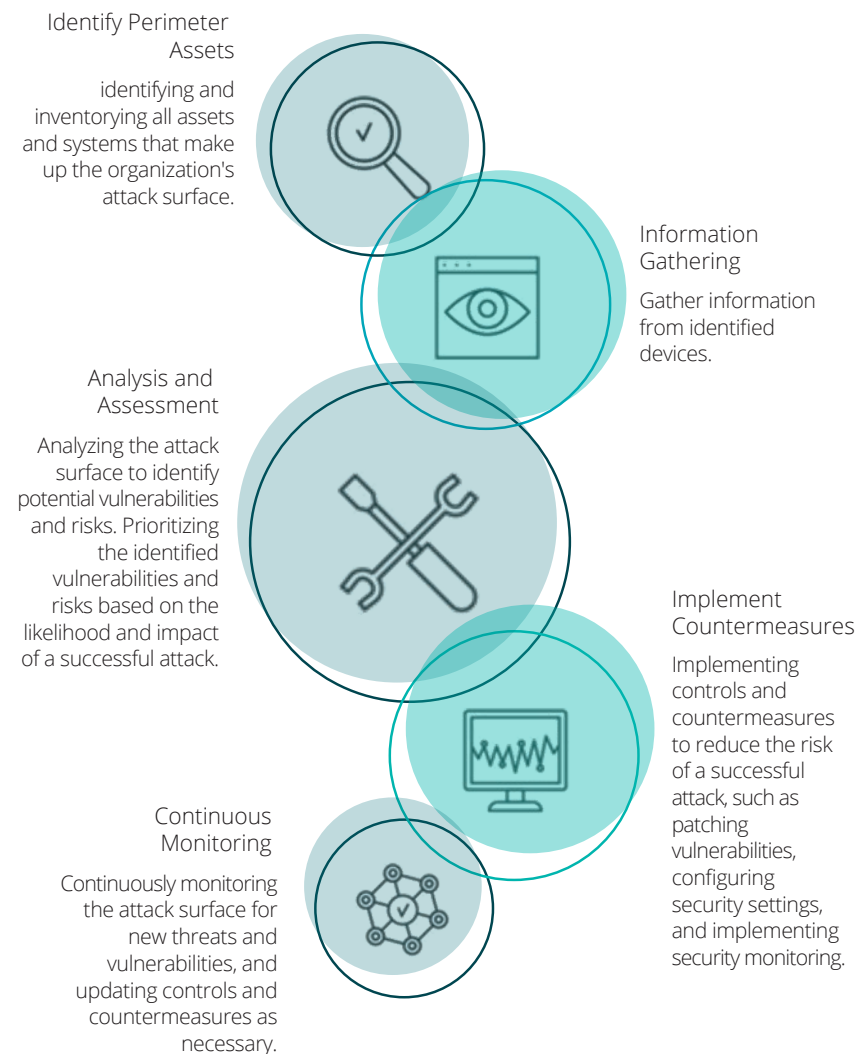 Identify Perimeter
Assets
identifying and
inventorying all assets
and systems that make
up the organization's
attack surface.
Information
Gathering
Gather information
from identified
devices.
Analysis and
Assessment
Analyzing the attack
surface to identify
potential vulnerabilities
and risks. Prioritizing
the identified
vulnerabilities and
risks based on the
likelihood and impact
of a successful attack.
Implement
Countermeasures
Implementing
controls and
countermeasures
to reduce the risk
of a successful
attack, such as
patching
vulnerabilities,
configuring
security settings,
and implementing
security monitoring.
Continuous
Monitoring
Continuously monitoring
the attack surface for
new threats and
vulnerabilities, and
updating controls and
countermeasures as
necessary.